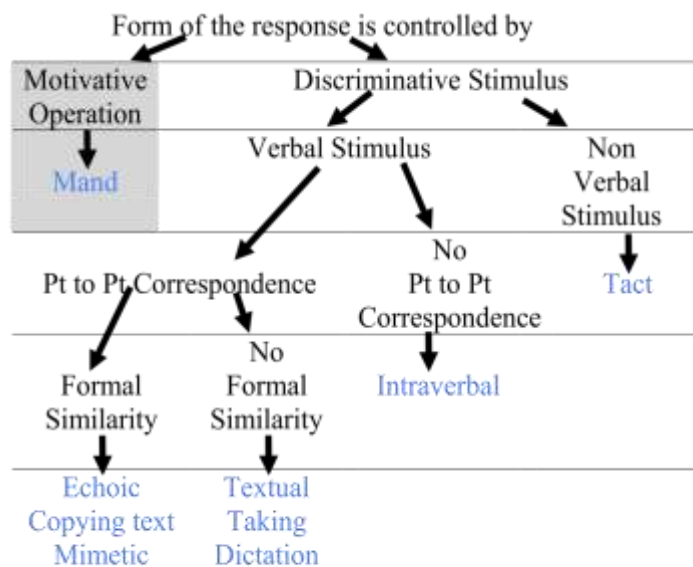 Form of the response is controlled by
Motivative
Operation
Discriminative Stimulus
Mand
Verbal Stimulus
Non
Verbal
Stimulus
Pt to Pt Correspondence
No
Pt to Pt
Correspondence
Tact
Formal
Similarity
No
Formal
Similarity
Intraverbal
Echoic
Copying text
Mimetic
Textual
Taking
Dictation